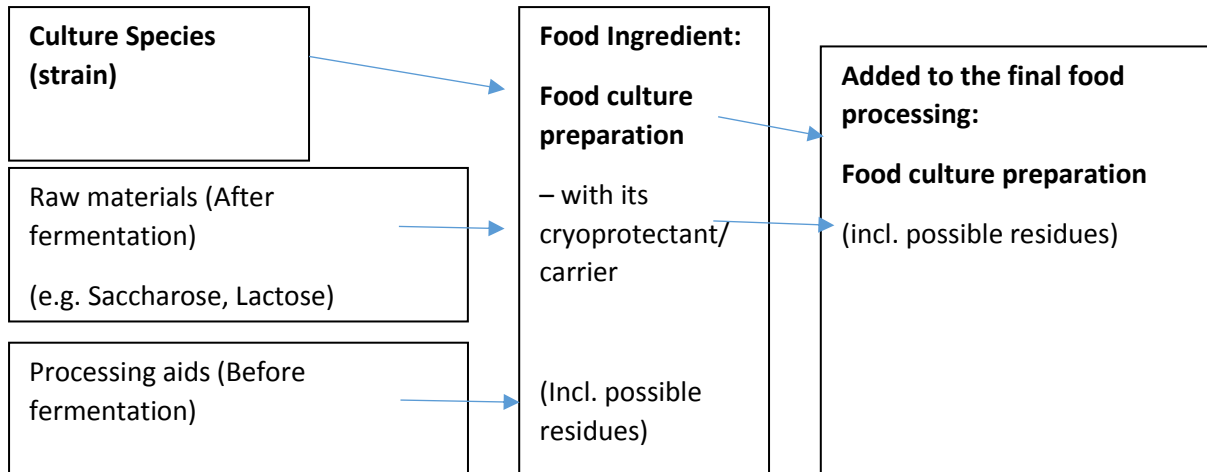 Culture Species
(strain)
Raw materials (After
fermentation)
(e.g. Saccharose, Lactose)
Processing aids (Before
fermentation)
Food Ingredient:
Food culture
preparation
– with its
cryoprotectant/
carrier
(Incl. possible
residues)
Added to the final food
processing:
Food culture preparation
(incl. possible residues)